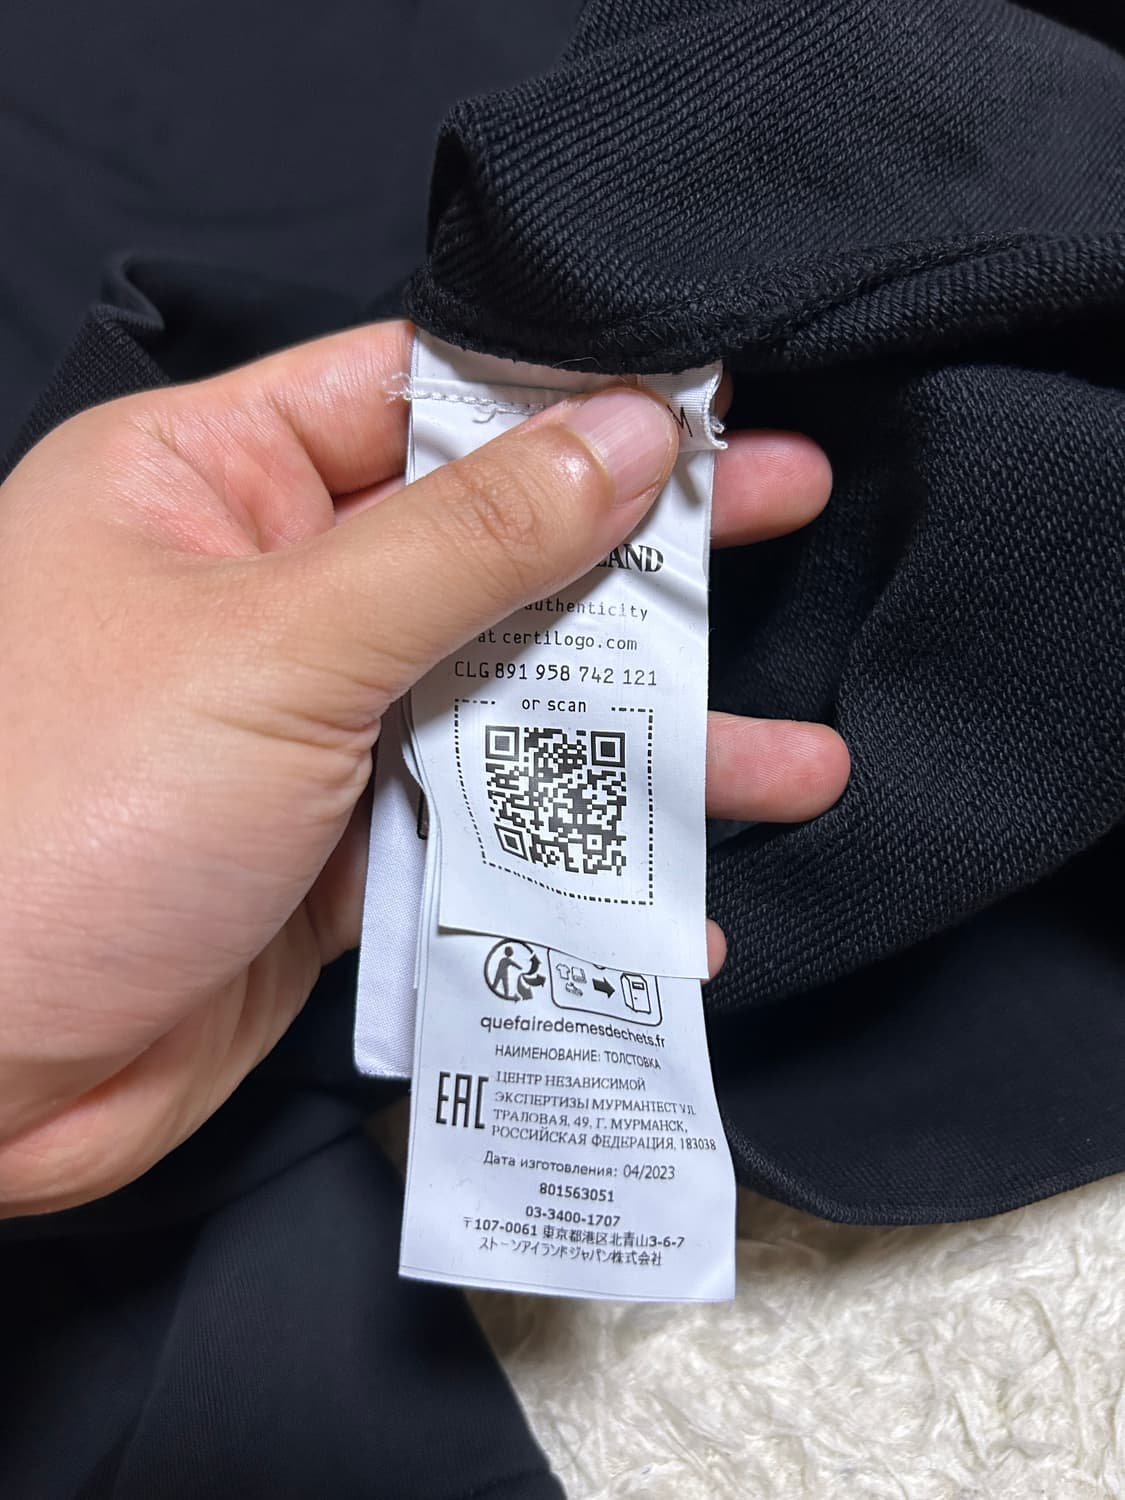 M
LAND
authenticity
at certilogo.com
CLG 891 958 742 121
or scan
quefairedemesdechets.fr
НАИМЕНОВАНИЕ: ТОЛСТОВКА
EAC
ЦЕНТР НЕЗАВИСИМОЙ
ЭКСПЕРТИЗЫ МУРМАНТЕСТ УЛ.
ТРАЛОВАЯ, 49, Г. МУРМАНСК,
РОССИЙСКАЯ ФЕДЕРАЦИЯ, 183038
Дата изготовления: 04/2023
801563051
03-3400-1707
〒107-0061 東京都港区北青山3-6-7
ストーンアイランドジャパン株式会社